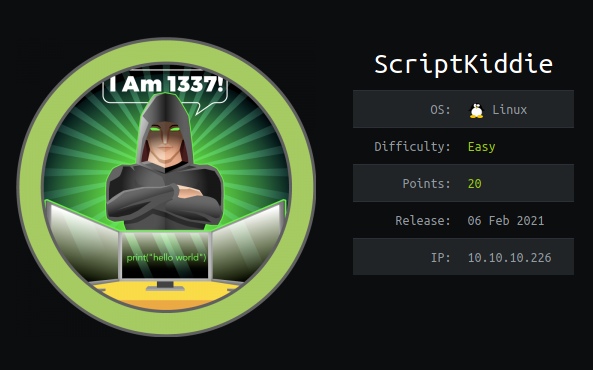 I Am 1337!
print("hello world")
ScriptKiddie
OS: Linux
Difficulty: Easy
Points: 20
Release: 06 Feb 2021
IP: 10.10.10.226